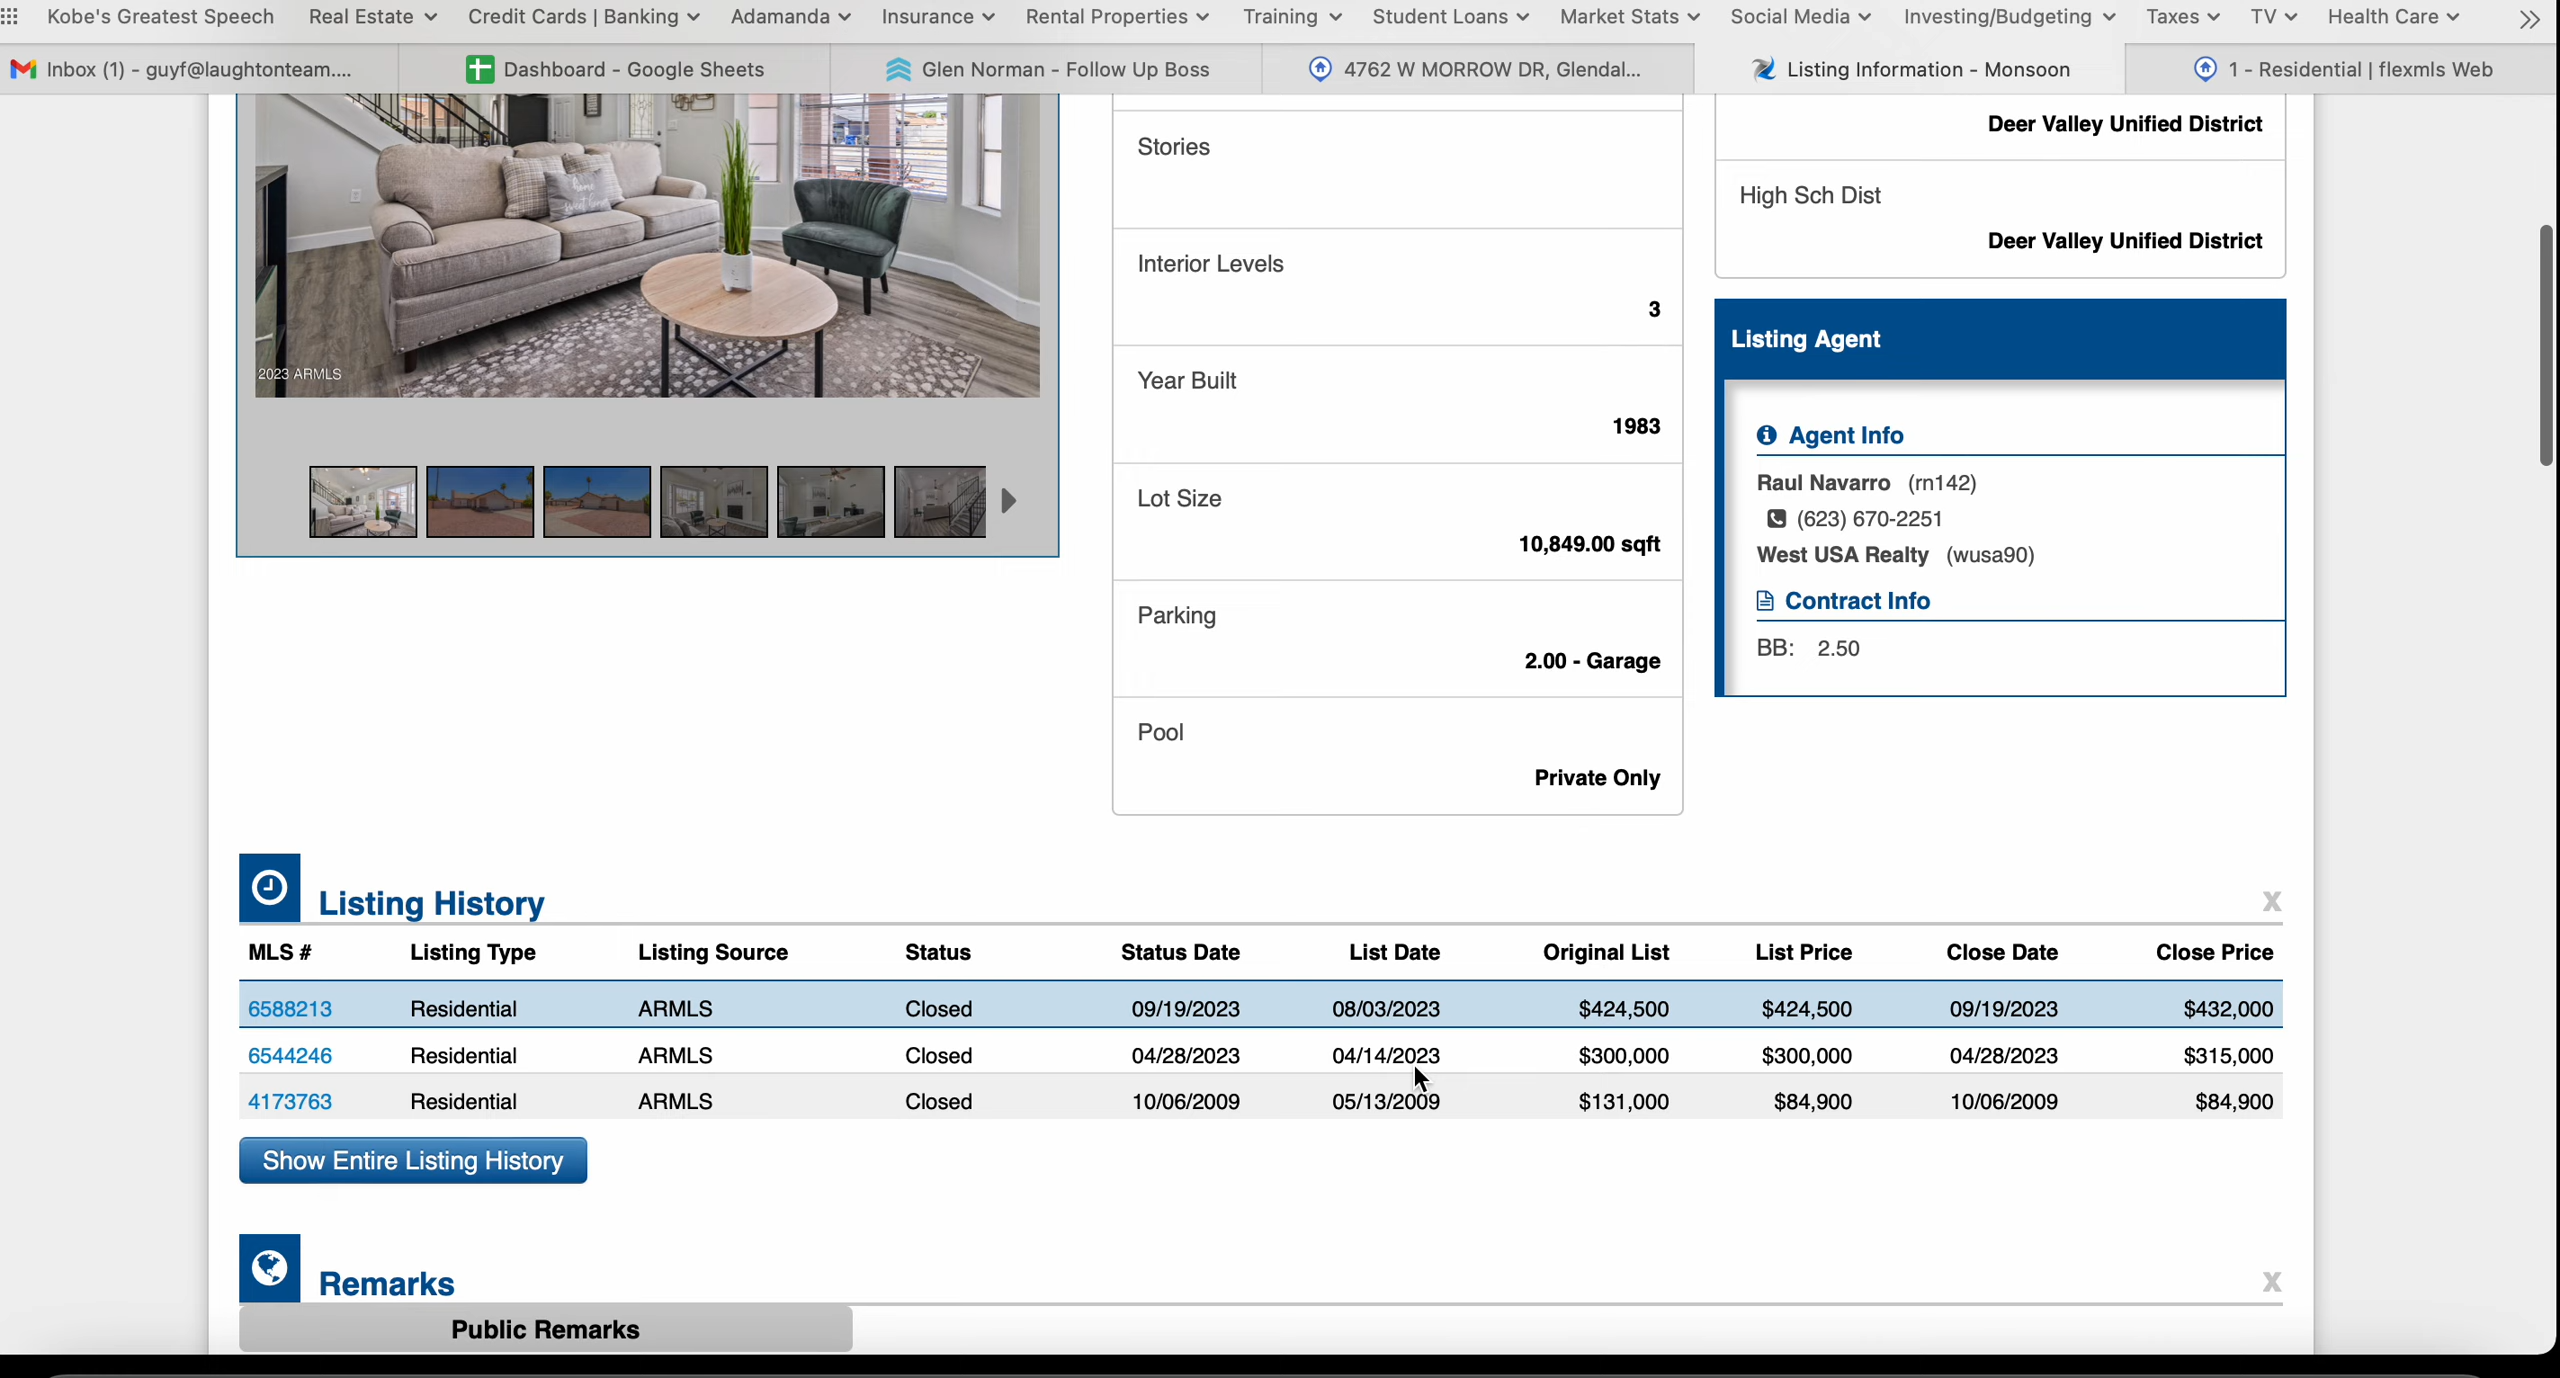 Kobe's Greatest Speech Real Estate Credit Cards | Banking Adamanda Insurance Rental Properties Training Student Loans Market Stats Social Media Investing/Budgeting Taxes TV Health Care
Inbox (1) - guyf@laughtonteam.... Dashboard - Google Sheets Glen Norman - Follow Up Boss 4762 W MORROW DR, Glendal... Listing Information - Monsoon 1 - Residential | flexmls Web
home
sweet home
2023 ARMLS
Stories
Interior Levels
3
Year Built
1983
Lot Size
10,849.00 sqft
Parking
2.00 - Garage
Pool
Private Only
Deer Valley Unified District
High Sch Dist
Deer Valley Unified District
Listing Agent
Agent Info
Raul Navarro (rn142)
(623) 670-2251
West USA Realty (wusa90)
Contract Info
BB: 2.50
Listing History X
MLS # Listing Type Listing Source Status Status Date List Date Original List List Price Close Date Close Price
6588213 Residential ARMLS Closed 09/19/2023 08/03/2023 $424,500 $424,500 09/19/2023 $432,000
6544246 Residential ARMLS Closed 04/28/2023 04/14/2023 $300,000 $300,000 04/28/2023 $315,000
4173763 Residential ARMLS Closed 10/06/2009 05/13/2009 $131,000 $84,900 10/06/2009 $84,900
Show Entire Listing History
Remarks X
Public Remarks